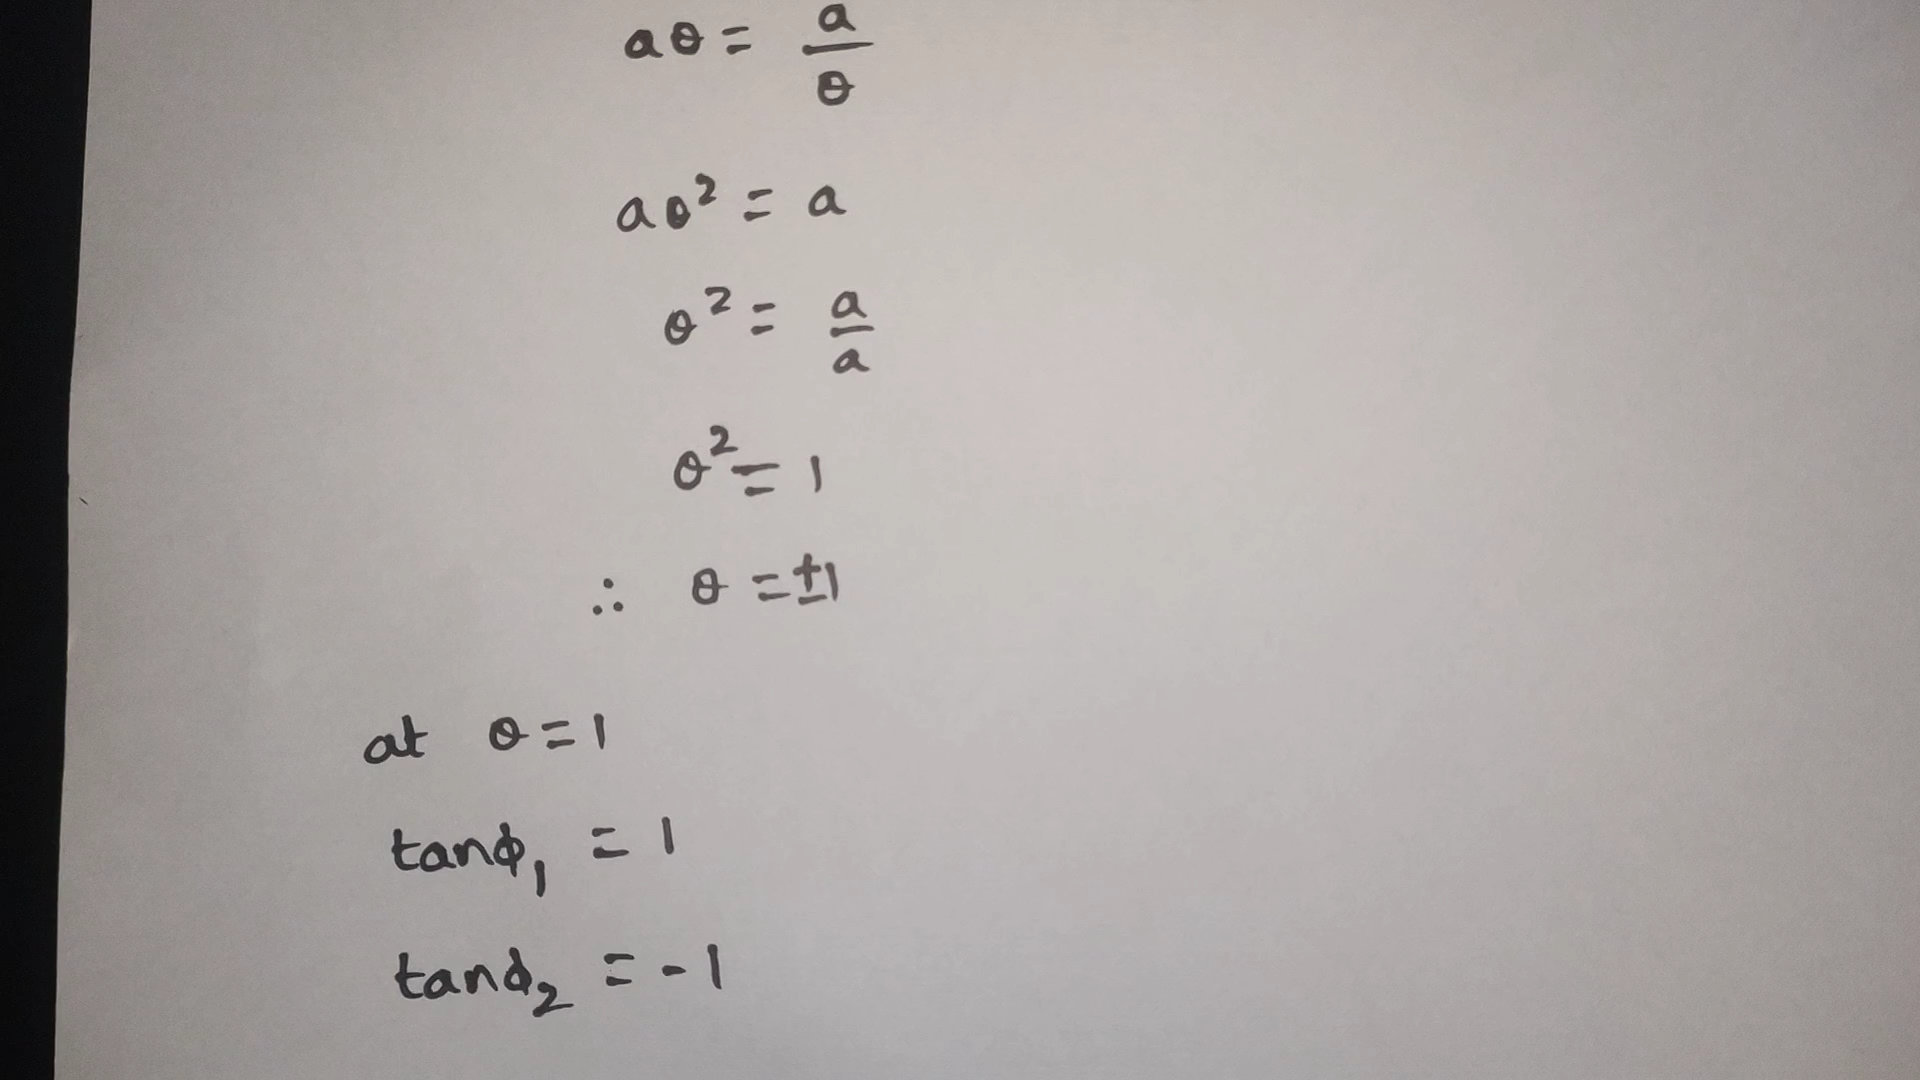 aθ = a/θ
aθ² = a
θ² = a/a
θ² = 1
∴ θ = ±1
at θ = 1
tanϕ₁ = 1
tanϕ₂ = -1